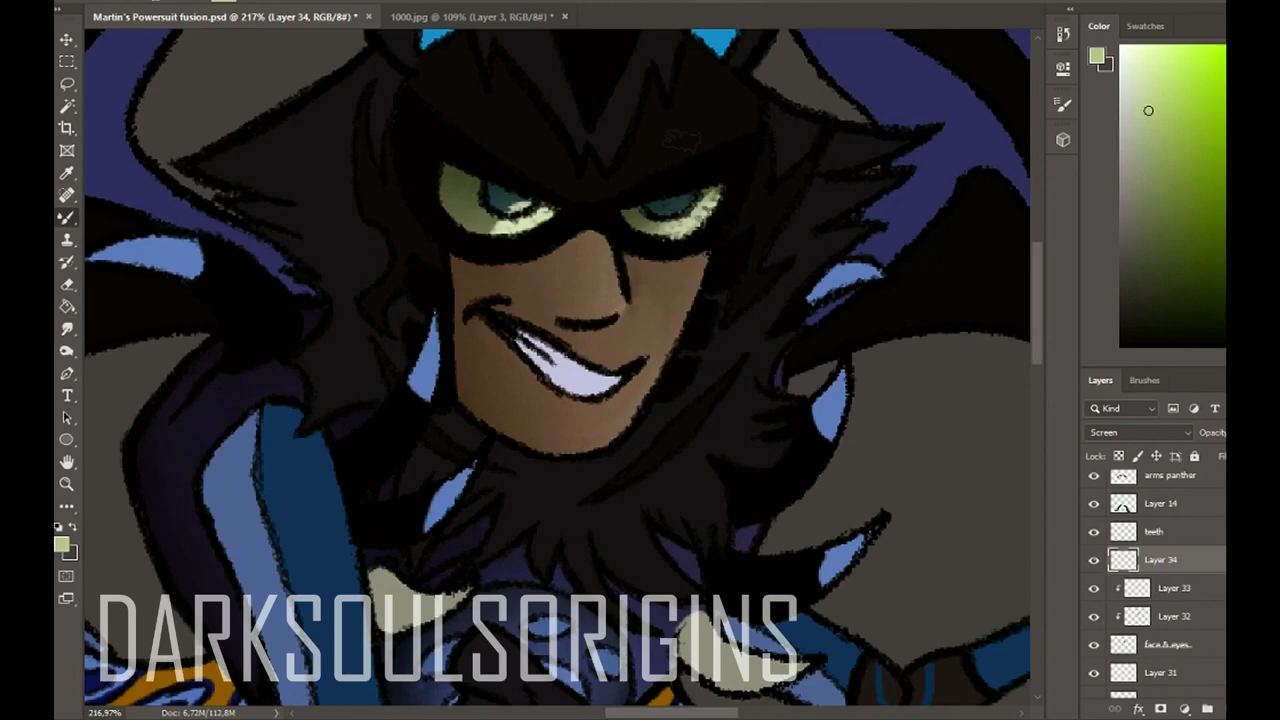 Martin's Powersuit fusion.psd @ 217% (Layer 34, RGB/8#) *
1000.jpg @ 109% (Layer 3, RGB/8#) *
Color
Swatches
Layers
Brushes
Kind
Screen
Opacity
Lock:
arms panther
Layer 14
teeth
Layer 34
Layer 33
Layer 32
face & eyes
Layer 31
DARKSOULSORIGINS
216,97%
Doc: 6,72M/112,8M